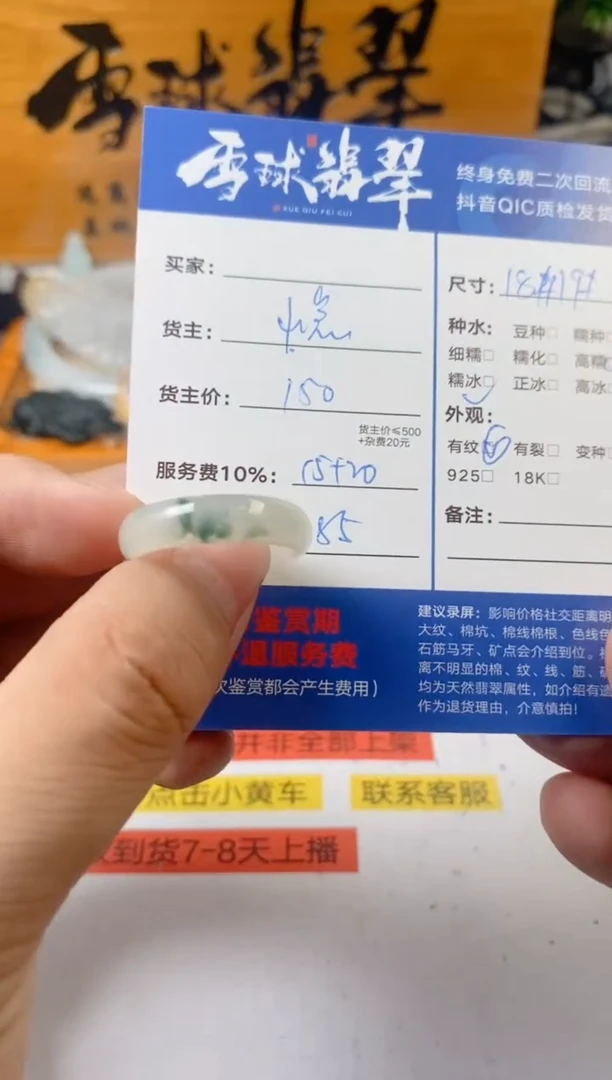 雪球翡翠
雪球翡翠
XUE QIU FEI CUI
终身免费二次回流
抖音QIC质检发货
买家：
货主：
货主价： 150
货主价≤500
+杂费20元
服务费10%： 15+20
85
鉴赏期
退服务费
次鉴赏都会产生费用）
尺寸： 18#19#
种水： 豆种□ 糯种
细糯□ 糯化□ 高糯
糯冰□ 正冰□ 高冰
外观：
有纹 有裂□ 变种
925□ 18K□
备注：
建议录屏：影响价格社交距离明
大纹、棉坑、棉线棉根、色线色
石筋马牙、矿点会介绍到位。
离不明显的棉、纹、线、筋、
均为天然翡翠属性，如介绍有遗
作为退货理由，介意慎拍！
并非全部上架
点击小黄车 联系客服
到货7-8天上播